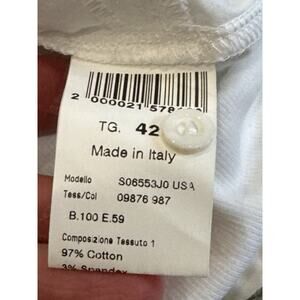 2 000021 578
TG. 42
Made in Italy
Modello S06553J0 USA
Tess/Col 09876 987
B.100 E.59
Composizione Tessuto 1
97% Cotton
3% Spandex